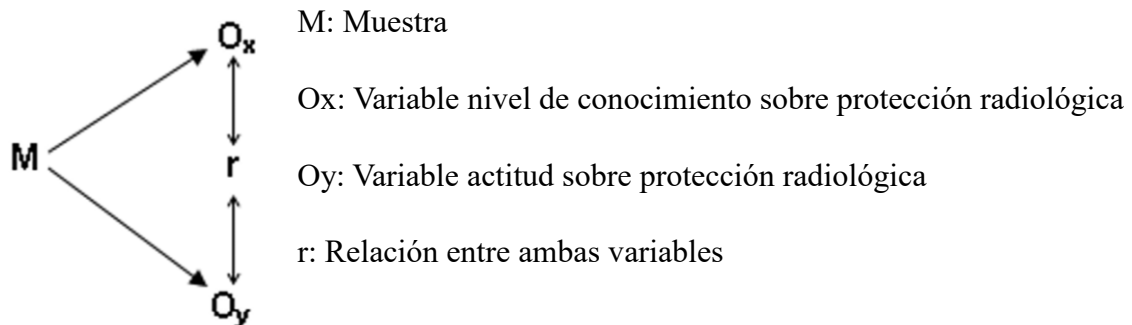 Oₓ
M: Muestra
Ox: Variable nivel de conocimiento sobre protección radiológica
M
r
Oy: Variable actitud sobre protección radiológica
r: Relación entre ambas variables
Oᵧ